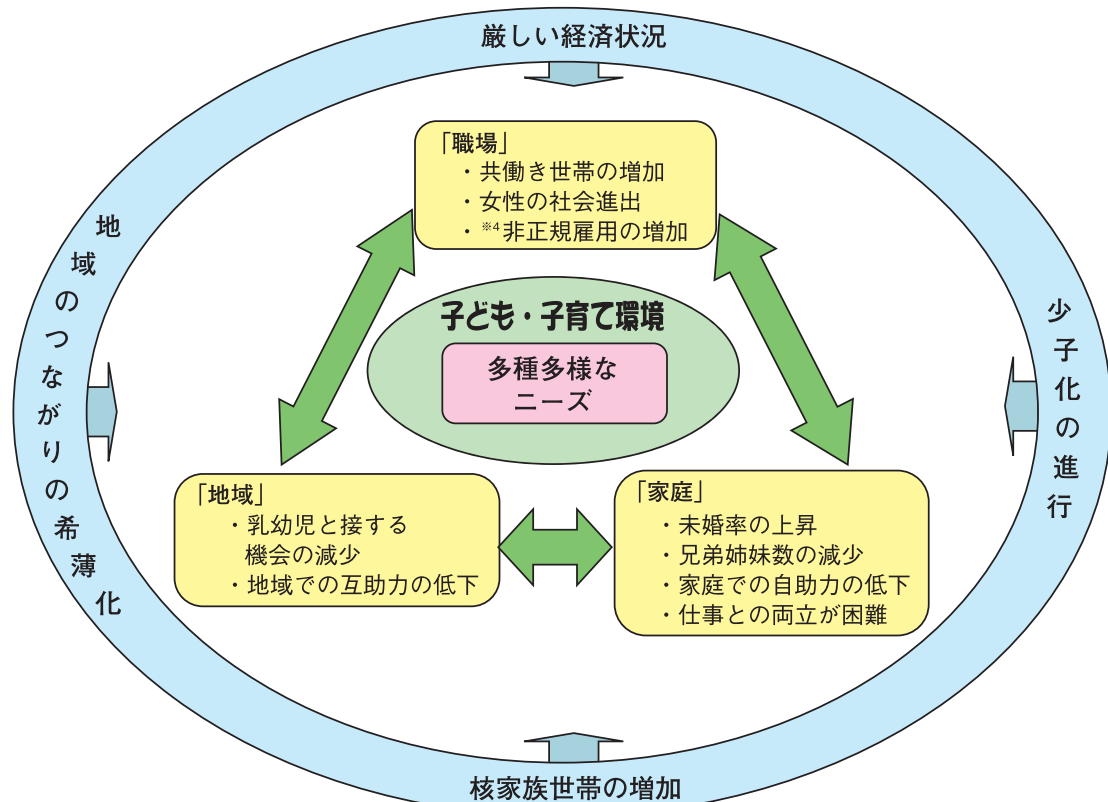 厳しい経済状況
「職場」
・共働き世帯の増加
・女性の社会進出
・※4非正規雇用の増加
地域のつながりの希薄化
子ども・子育て環境
多種多様な
ニーズ
少子化の進行
「地域」
・乳幼児と接する
機会の減少
・地域での互助力の低下
「家庭」
・未婚率の上昇
・兄弟姉妹数の減少
・家庭での自助力の低下
・仕事との両立が困難
核家族世帯の増加